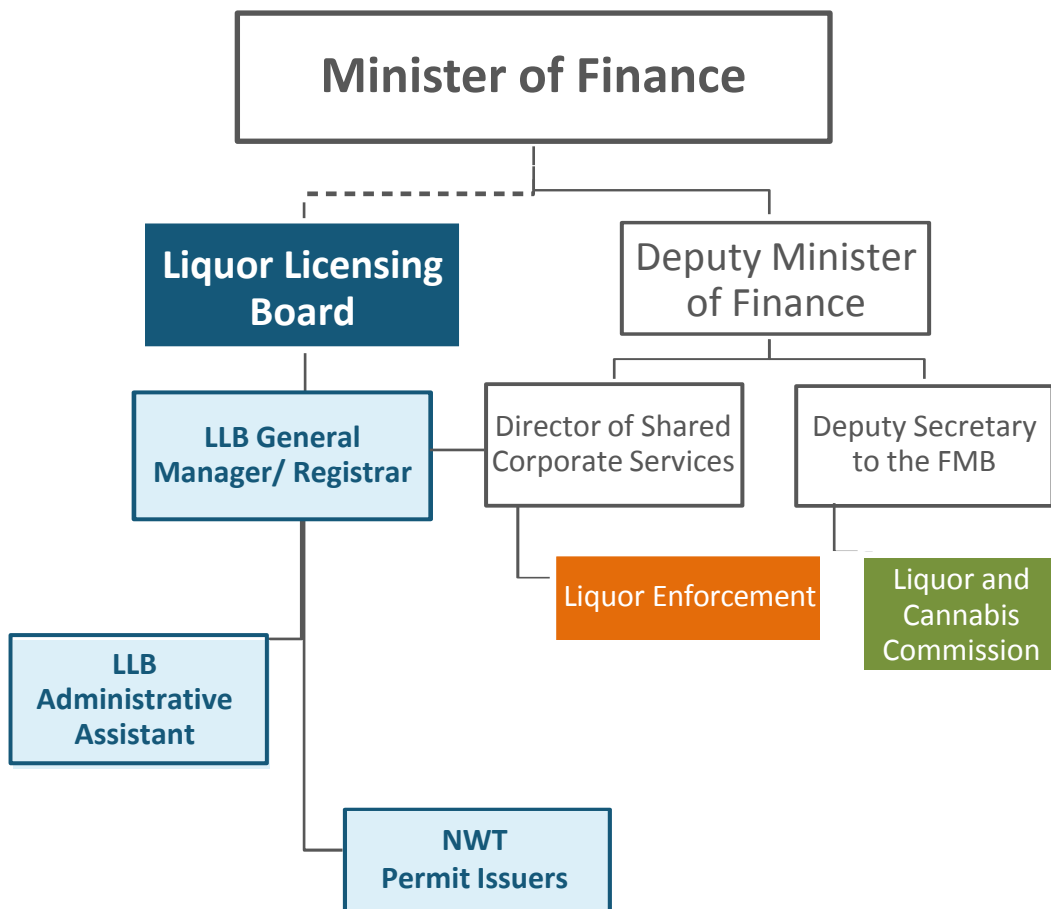 Minister of Finance
Liquor Licensing
Board
Deputy Minister
of Finance
LLB General
Manager/ Registrar
Director of Shared
Corporate Services
Deputy Secretary
to the FMB
Liquor Enforcement
Liquor and
Cannabis
Commission
LLB
Administrative
Assistant
NWT
Permit Issuers